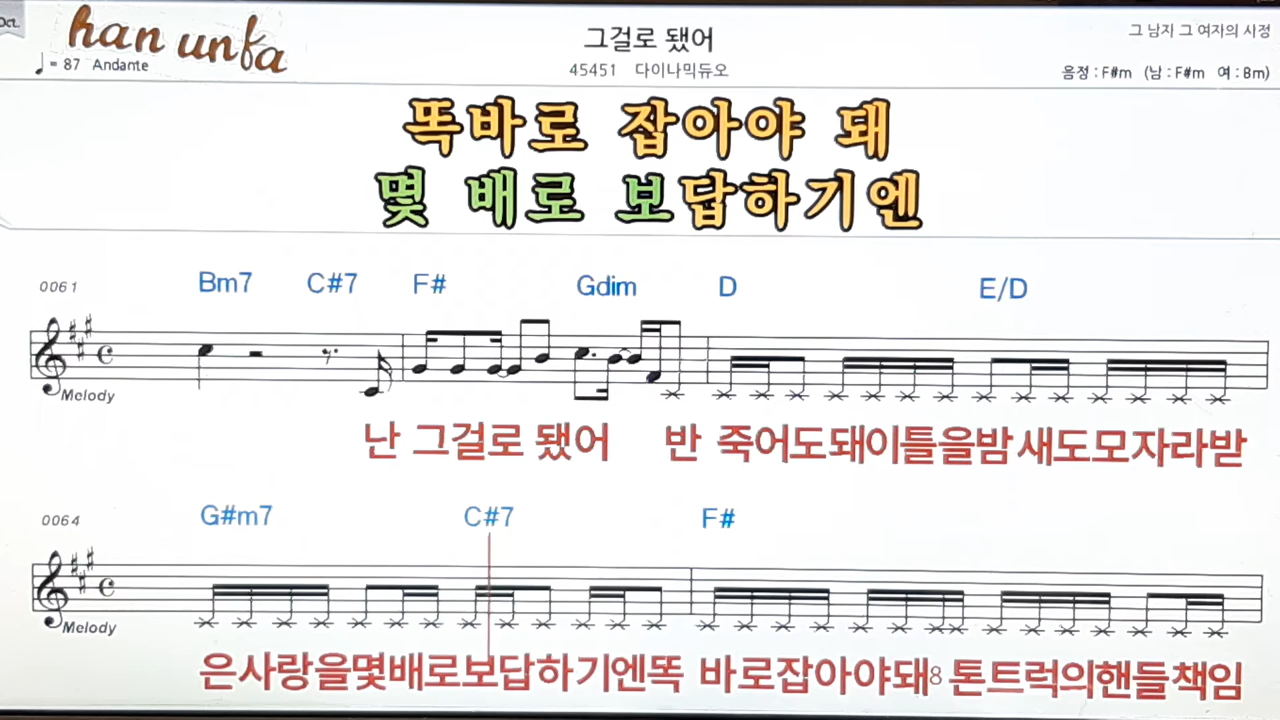 Oct.
han unfa
♩= 87 Andante
그걸로 됐어
45451 다이나믹듀오
그 남지 그 여자의 사정
음정 : F#m (남 : F#m 여 : Bm)
똑바로 잡아야 돼
몇 배로 보답하기엔
0061
Bm7 C#7 F# Gdim D E/D
Melody
난 그걸로 됐어 반 죽어도돼이틀을밤새도모자라받
0064
G#m7 C#7 F#
Melody
은사랑을몇배로보답하기엔똑 바로잡아야돼8 톤트럭의핸들책임